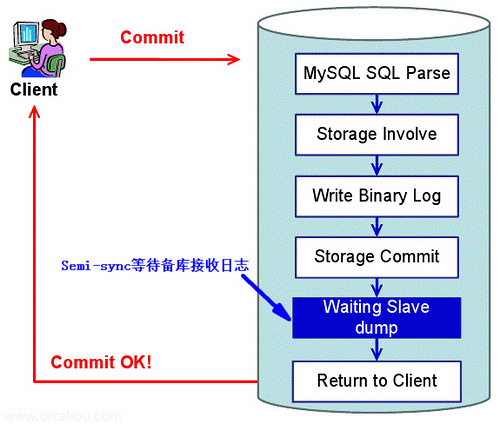 Commit
Client
MySQL SQL Parse
Storage Involve
Write Binary Log
Storage Commit
Semi-sync等待备库接收日志
Waiting Slave
dump
Commit OK!
Return to Client
www.orczhou.com